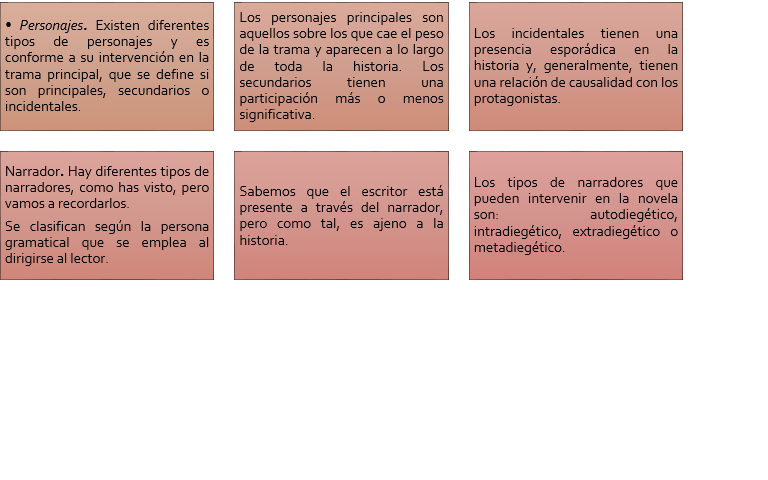 • Personajes. Existen diferentes
tipos de personajes y es
conforme a su intervención en la
trama principal, que se define si
son principales, secundarios o
incidentales.
Los personajes principales son
aquellos sobre los que cae el peso
de la trama y aparecen a lo largo
de toda la historia. Los
secundarios tienen una
participación más o menos
significativa.
Los incidentales tienen una
presencia esporádica en la
historia y, generalmente, tienen
una relación de causalidad con los
protagonistas.
Narrador. Hay diferentes tipos de
narradores, como has visto, pero
vamos a recordarlos.
Se clasifican según la persona
gramatical que se emplea al
dirigirse al lector.
Sabemos que el escritor está
presente a través del narrador,
pero como tal, es ajeno a la
historia.
Los tipos de narradores que
pueden intervenir en la novela
son: autodiegético,
intradiegético, extradiegético o
metadiegético.